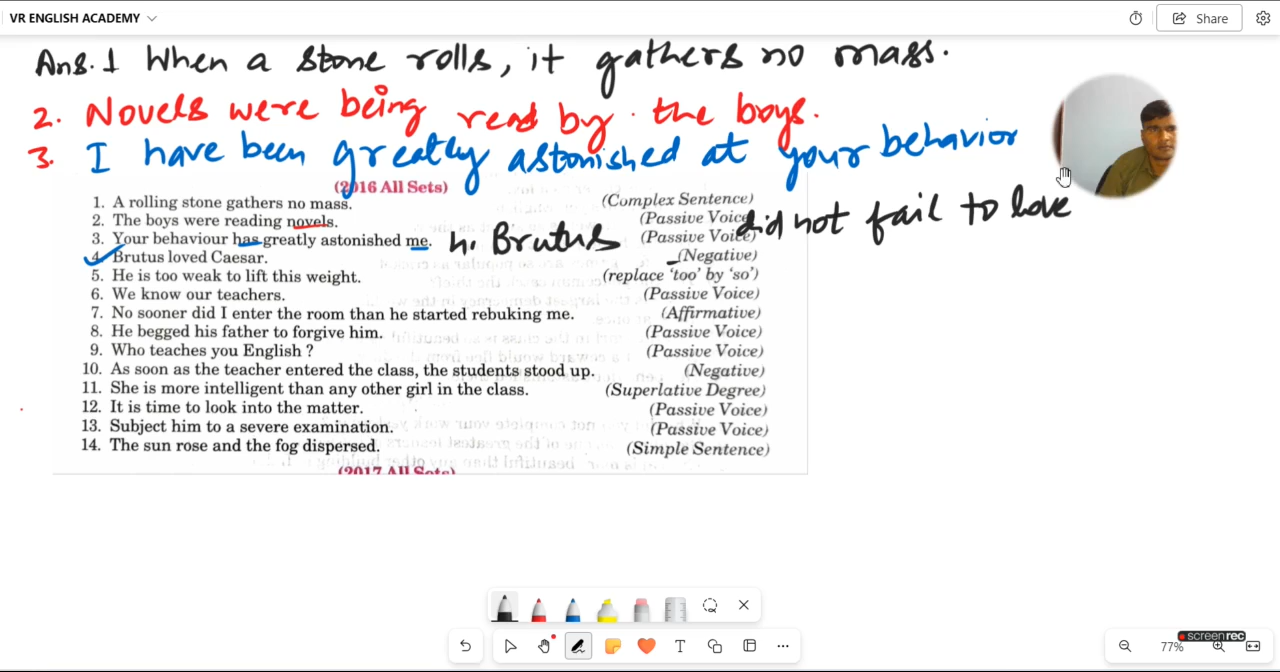 VR ENGLISH ACADEMY
Share
Ans. 1 When a stone rolls, it gathers no mass.
2. Novels were being read by the boys.
3. I have been greatly astonished at your behavior
(2016 All Sets)
1. A rolling stone gathers no mass. (Complex Sentence)
2. The boys were reading novels. (Passive Voice)
3. Your behaviour has greatly astonished me. (Passive Voice)
4. Brutus did not fail to love
4. Brutus loved Caesar. (Negative)
5. He is too weak to lift this weight. (replace 'too' by 'so')
6. We know our teachers. (Passive Voice)
7. No sooner did I enter the room than he started rebuking me. (Affirmative)
8. He begged his father to forgive him. (Passive Voice)
9. Who teaches you English ? (Passive Voice)
10. As soon as the teacher entered the class, the students stood up. (Negative)
11. She is more intelligent than any other girl in the class. (Superlative Degree)
12. It is time to look into the matter. (Passive Voice)
13. Subject him to a severe examination. (Passive Voice)
14. The sun rose and the fog dispersed. (Simple Sentence)
(2017 All Sets)
77%
screenrec